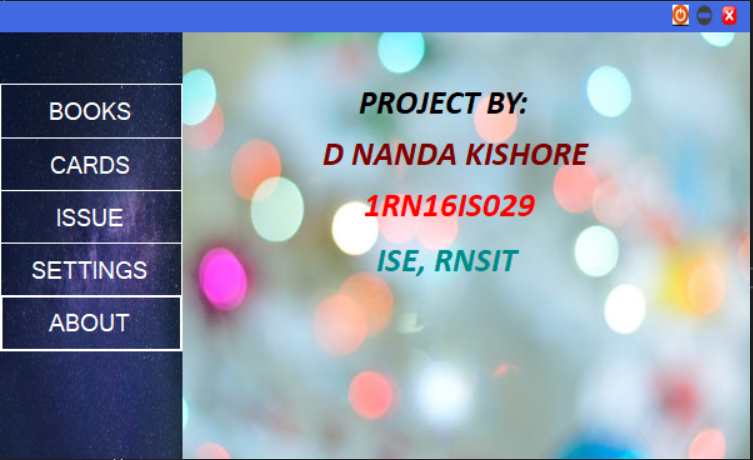 BOOKS
CARDS
ISSUE
SETTINGS
ABOUT
PROJECT BY:
D NANDA KISHORE
1RN16IS029
ISE, RNSIT